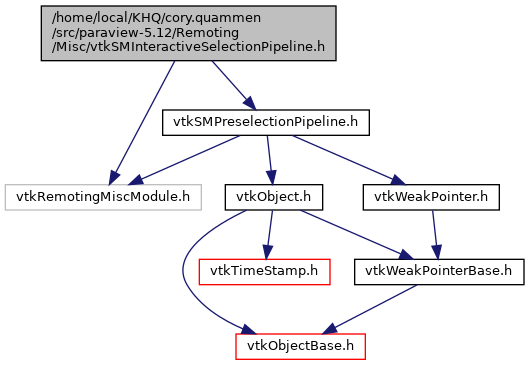 /home/local/KHQ/cory.quammen
/src/paraview-5.12/Remoting
/Misc/vtkSMInteractiveSelectionPipeline.h
vtkSMPreselectionPipeline.h
vtkRemotingMiscModule.h
vtkObject.h
vtkWeakPointer.h
vtkTimeStamp.h
vtkWeakPointerBase.h
vtkObjectBase.h